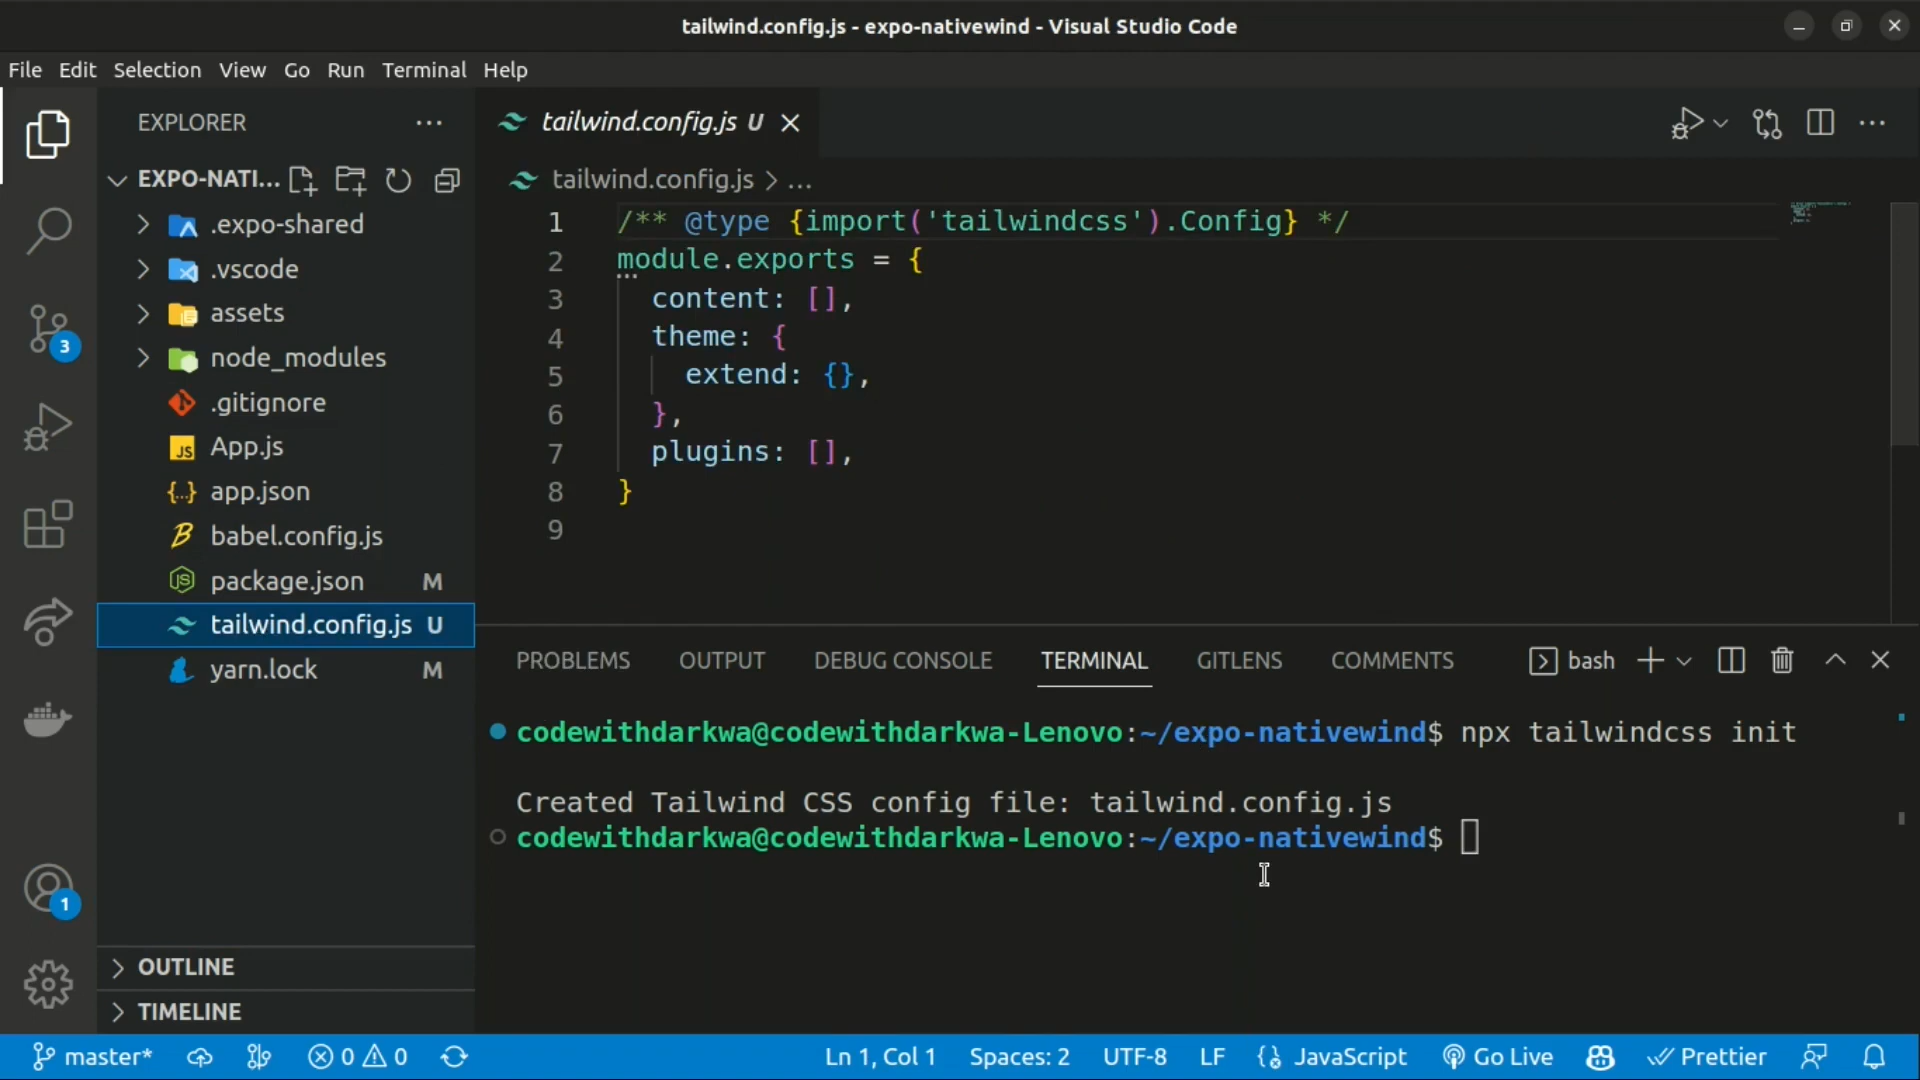 tailwind.config.js - expo-nativewind - Visual Studio Code
File Edit Selection View Go Run Terminal Help
EXPLORER
EXPO-NATI...
.expo-shared
.vscode
assets
node_modules
.gitignore
App.js
app.json
babel.config.js
package.json M
tailwind.config.js U
yarn.lock M
OUTLINE
TIMELINE
tailwind.config.js U
tailwind.config.js > ...
1 /** @type {import('tailwindcss').Config} */
2 module.exports = {
3 content: [],
4 theme: {
5 extend: {},
6 },
7 plugins: [],
8 }
9
PROBLEMS OUTPUT DEBUG CONSOLE TERMINAL GITLENS COMMENTS bash
codewithdarkwa@codewithdarkwa-Lenovo:~/expo-nativewind$ npx tailwindcss init
Created Tailwind CSS config file: tailwind.config.js
codewithdarkwa@codewithdarkwa-Lenovo:~/expo-nativewind$
3
1
master* 0 0 Ln 1, Col 1 Spaces: 2 UTF-8 LF JavaScript Go Live Prettier